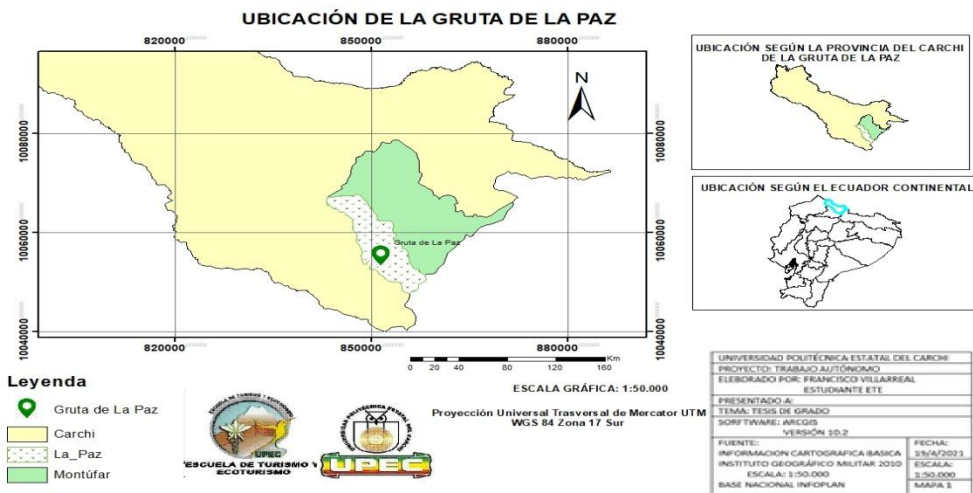 UBICACIÓN DE LA GRUTA DE LA PAZ
820000 850000 880000
N
10080000 10080000
10060000 10060000
10040000 10040000
Gruta de La Paz
820000 850000 880000
Km
0 20 40 80 120 160
ESCALA GRÁFICA: 1:50.000
Proyección Universal Trasversal de Mercator UTM
WGS 84 Zona 17 Sur
Leyenda
Gruta de La Paz
Carchi
La_Paz
Montúfar
UPEC
ESCUELA DE TURISMO Y
ECOTURISMO
UPEC
UBICACIÓN SEGÚN LA PROVINCIA DEL CARCHI
DE LA GRUTA DE LA PAZ
UBICACIÓN SEGÚN EL ECUADOR CONTINENTAL
UNIVERSIDAD POLITÉCNICA ESTATAL DEL CARCHI
PROYECTO: TRABAJO AUTÓNOMO
ELEBORADO POR: FRANCISCO VILLARREAL
ESTUDIANTE ETE
PRESENTADO A:
TEMA: TESIS DE GRADO
SORFTWARE: ARCGIS
VERSIÓN 10.2
FUENTE:
INFORMACION CARTOGRAFICA BASICA
INSTITUTO GEOGRÁFICO MILITAR 2010
ESCALA: 1:50.000
BASE NACIONAL INFOPLAN
FECHA:
19/4/2021
ESCALA:
1:50.000
MAPA 1